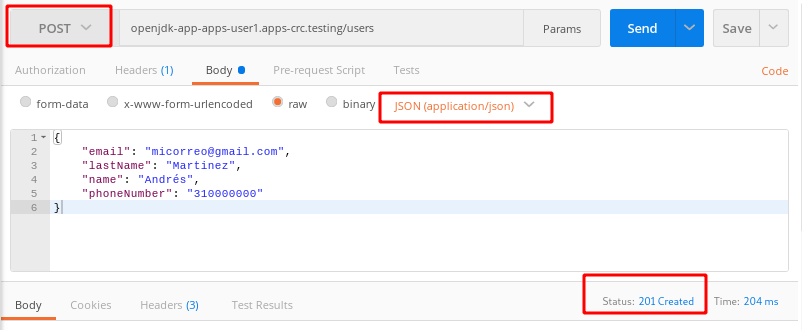 POST openjdk-app-apps-user1.apps-crc.testing/users Params Send Save
Authorization Headers (1) Body Pre-request Script Tests Code
form-data x-www-form-urlencoded raw binary JSON (application/json)
1 {
2 "email": "micorreo@gmail.com",
3 "lastName": "Martinez",
4 "name": "Andrés",
5 "phoneNumber": "310000000"
6 }
Body Cookies Headers (3) Test Results Status: 201 Created Time: 204 ms